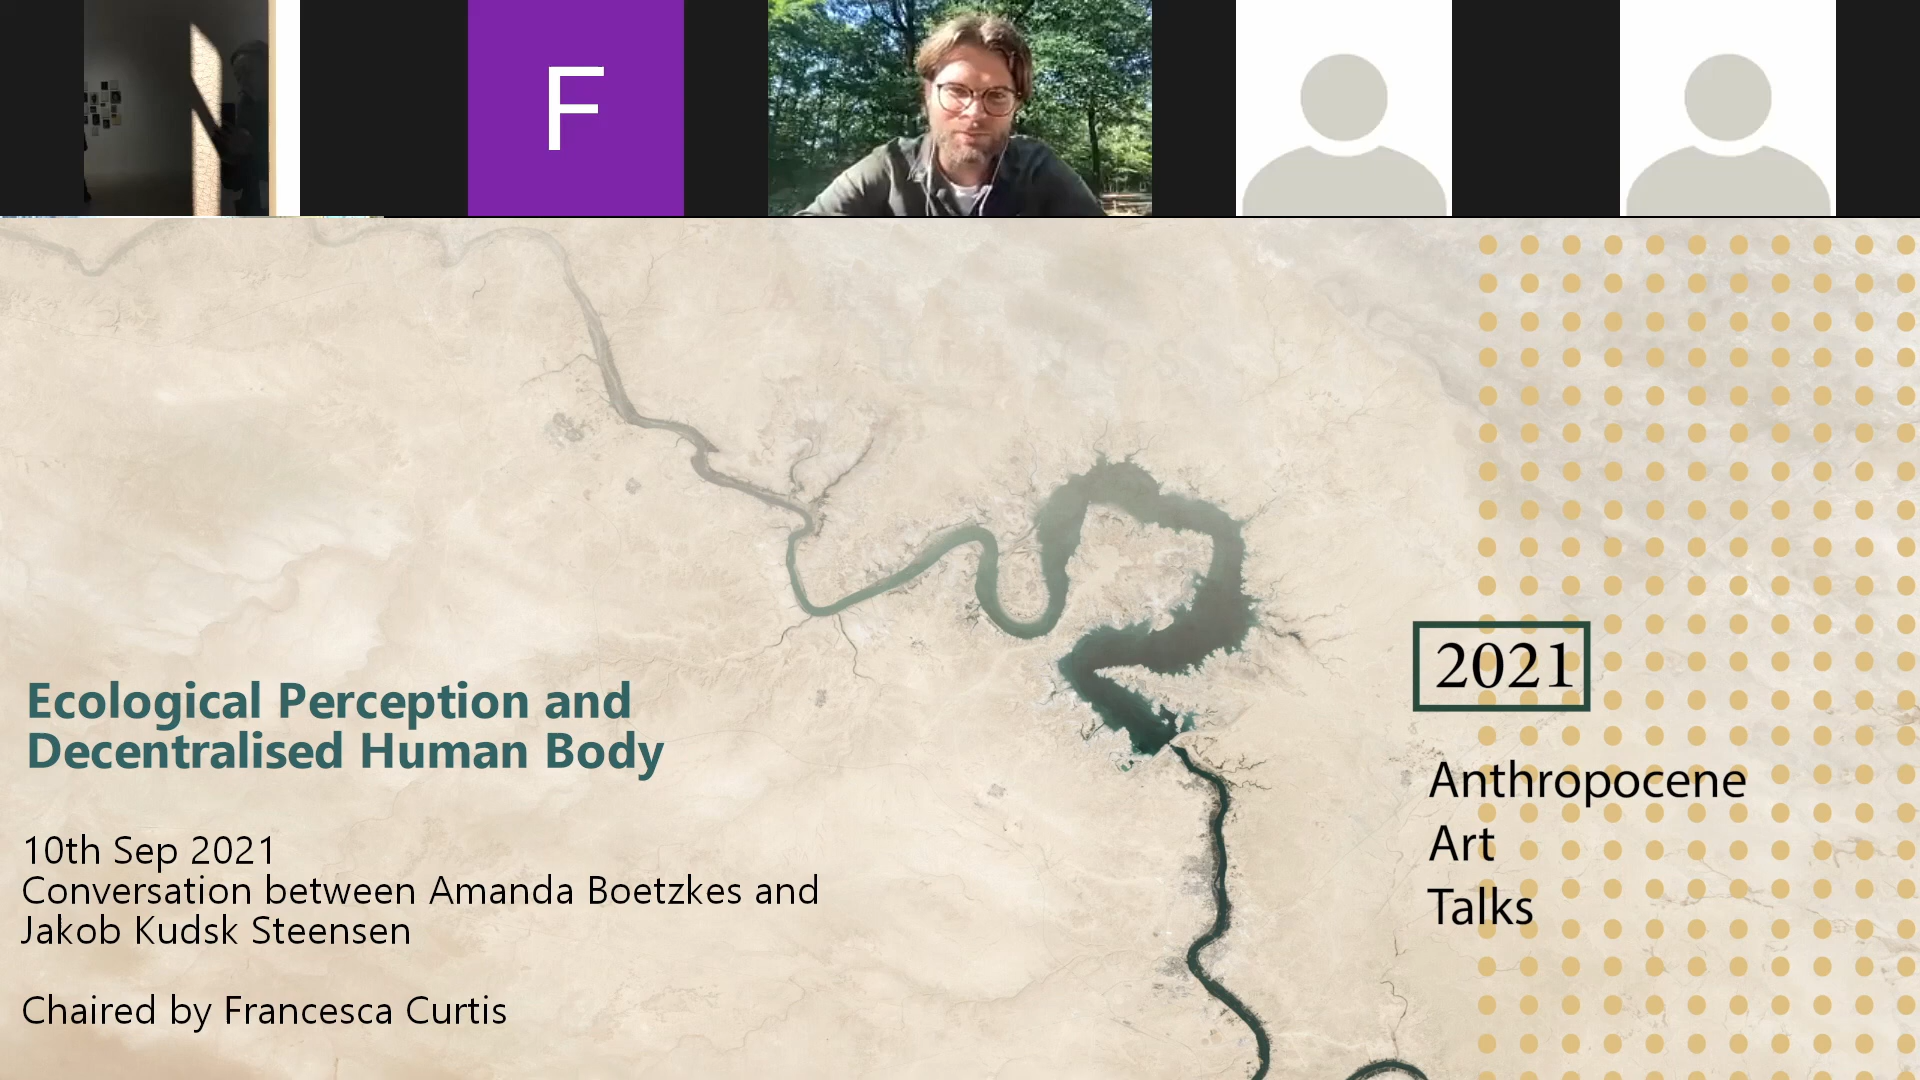 F
Ecological Perception and
Decentralised Human Body
10th Sep 2021
Conversation between Amanda Boetzkes and
Jakob Kudsk Steensen
Chaired by Francesca Curtis
2021
Anthropocene
Art
Talks